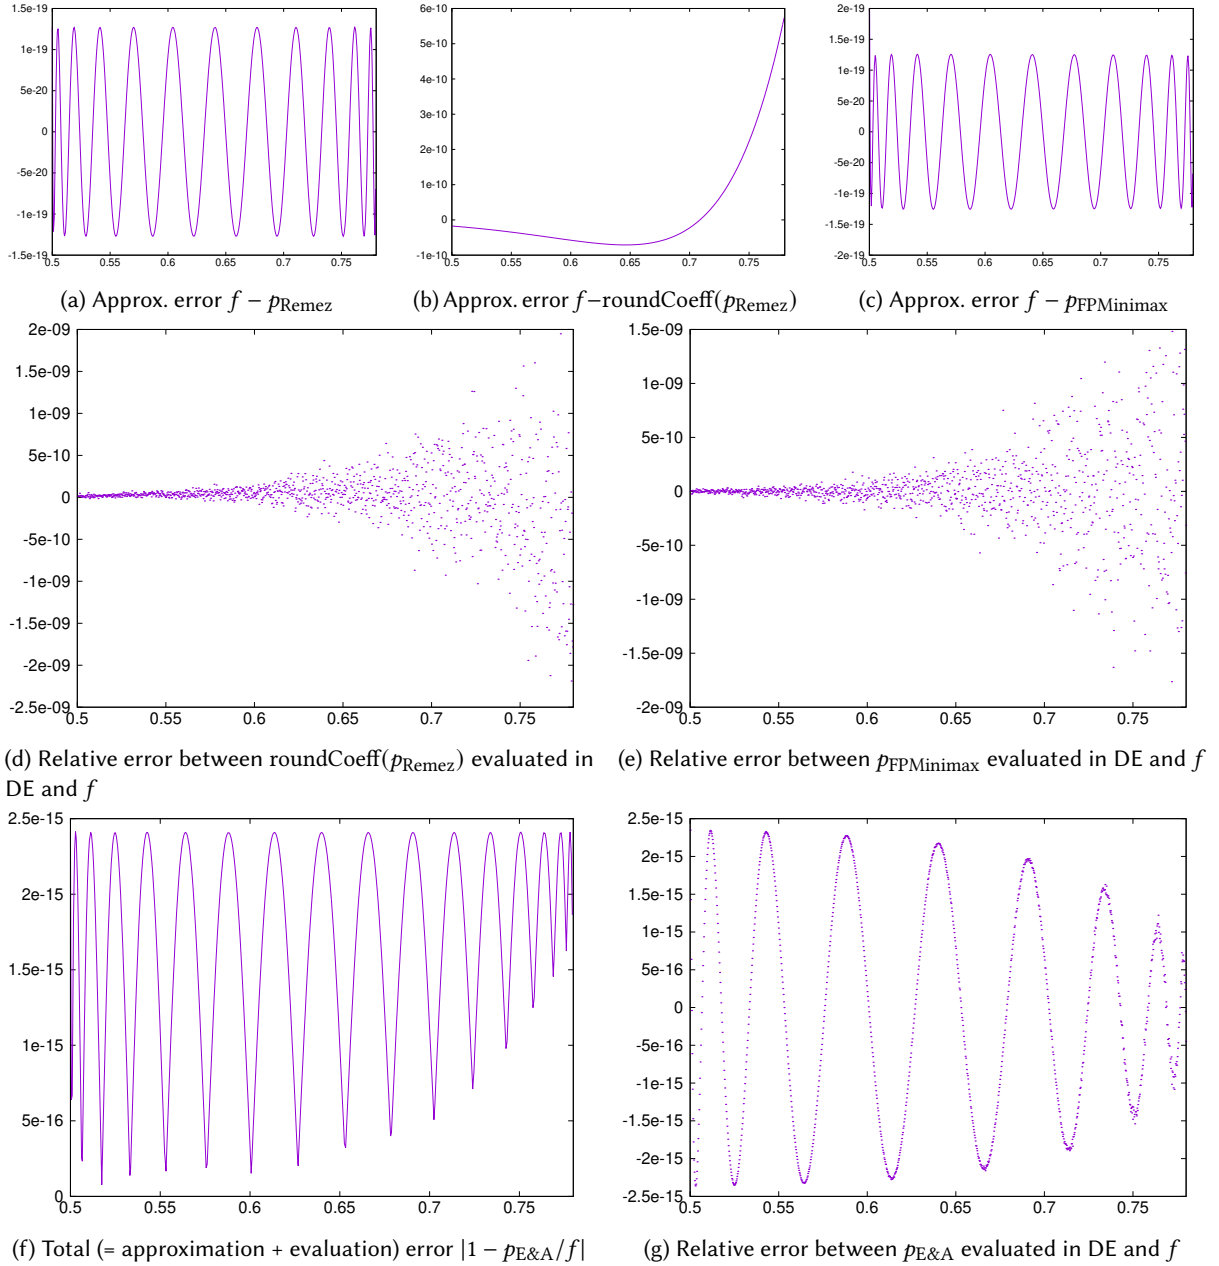 1.5e-19
1e-19
5e-20
0
-5e-20
-1e-19
-1.5e-19
0.5 0.55 0.6 0.65 0.7 0.75
(a) Approx. error f − pRemez
6e-10
5e-10
4e-10
3e-10
2e-10
1e-10
0
-1e-10
0.5 0.55 0.6 0.65 0.7 0.75
(b) Approx. error f−roundCoeff(pRemez)
2e-19
1.5e-19
1e-19
5e-20
0
-5e-20
-1e-19
-1.5e-19
-2e-19
0.5 0.55 0.6 0.65 0.7 0.75
(c) Approx. error f − pFPMinimax
2e-09
1.5e-09
1e-09
5e-10
0
-5e-10
-1e-09
-1.5e-09
-2e-09
-2.5e-09
0.5 0.55 0.6 0.65 0.7 0.75
(d) Relative error between roundCoeff(pRemez) evaluated in
DE and f
1.5e-09
1e-09
5e-10
0
-5e-10
-1e-09
-1.5e-09
-2e-09
0.5 0.55 0.6 0.65 0.7 0.75
(e) Relative error between pFPMinimax evaluated in DE and f
2.5e-15
2e-15
1.5e-15
1e-15
5e-16
0
0.5 0.55 0.6 0.65 0.7 0.75
(f) Total (= approximation + evaluation) error |1 − pE&A/f|
2.5e-15
2e-15
1.5e-15
1e-15
5e-16
0
-5e-16
-1e-15
-1.5e-15
-2e-15
-2.5e-15
0.5 0.55 0.6 0.65 0.7 0.75
(g) Relative error between pE&A evaluated in DE and f